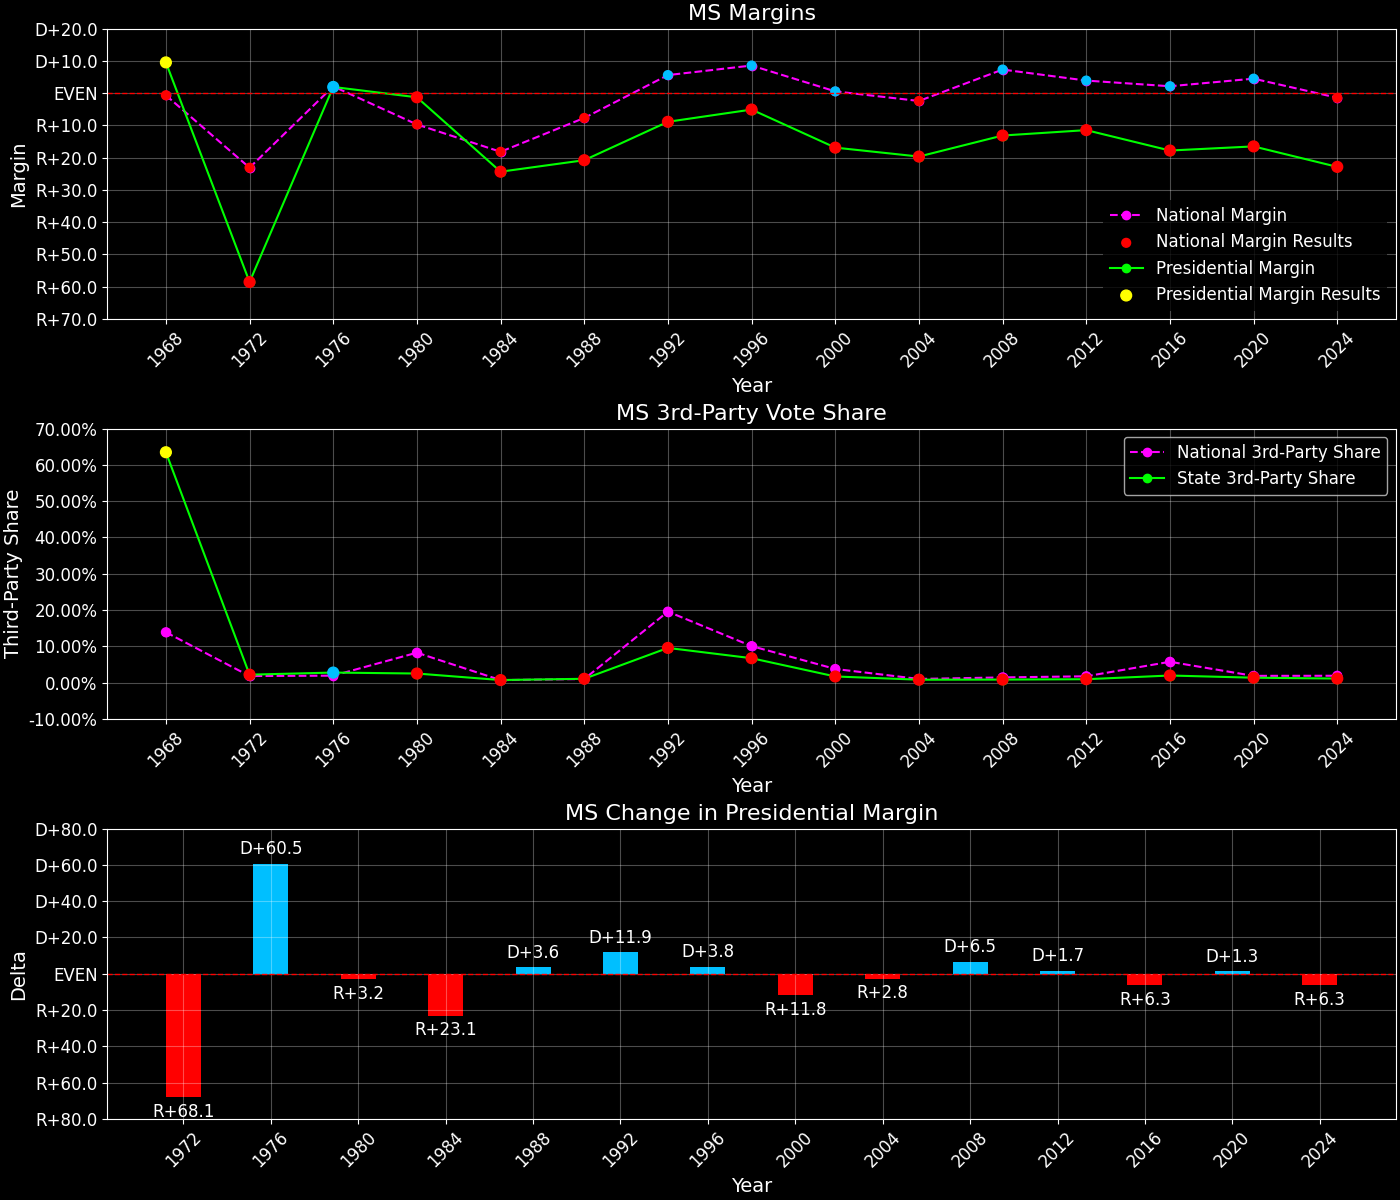 MS Margins
D+20.0
D+10.0
EVEN
R+10.0
R+20.0
R+30.0
R+40.0
R+50.0
R+60.0
R+70.0
Margin
National Margin
National Margin Results
Presidential Margin
Presidential Margin Results
1968 1972 1976 1980 1984 1988 1992 1996 2000 2004 2008 2012 2016 2020 2024
Year
MS 3rd-Party Vote Share
70.00%
60.00%
50.00%
40.00%
30.00%
20.00%
10.00%
0.00%
-10.00%
Third-Party Share
National 3rd-Party Share
State 3rd-Party Share
1968 1972 1976 1980 1984 1988 1992 1996 2000 2004 2008 2012 2016 2020 2024
Year
MS Change in Presidential Margin
D+80.0
D+60.0
D+40.0
D+20.0
EVEN
R+20.0
R+40.0
R+60.0
R+80.0
Delta
R+68.1
D+60.5
R+3.2
R+23.1
D+3.6
D+11.9
D+3.8
R+11.8
R+2.8
D+6.5
D+1.7
R+6.3
D+1.3
R+6.3
1972 1976 1980 1984 1988 1992 1996 2000 2004 2008 2012 2016 2020 2024
Year